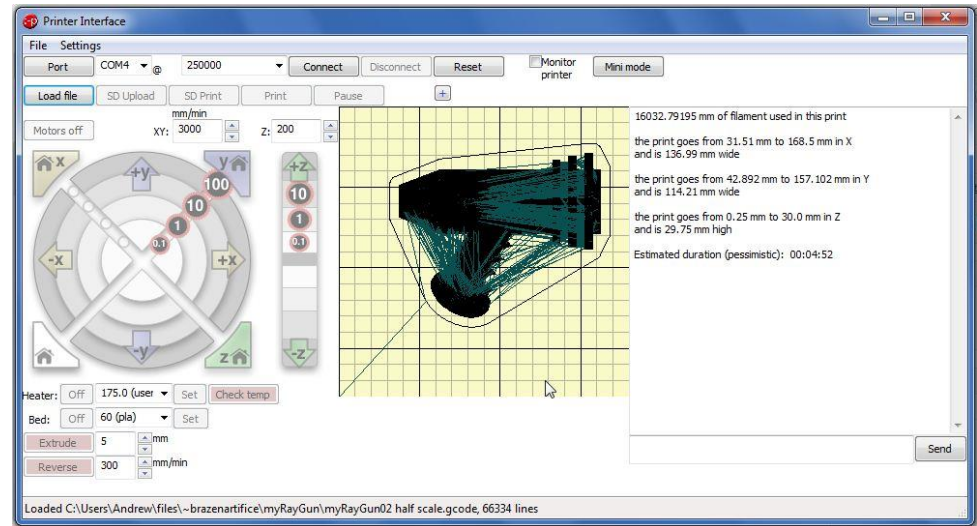 Printer Interface
File Settings
Port COM4 @ 250000 Connect Disconnect Reset Monitor printer Mini mode
Load file SD Upload SD Print Print Pause +
mm/min
Motors off XY: 3000 Z: 200
x +y y +z
100 10 1 0.1
10 1 0.1
-x +x
-y z -z
Heater: Off 175.0 (user Set Check temp
Bed: Off 60 (pla) Set
Extrude 5 mm
Reverse 300 mm/min
16032.79195 mm of filament used in this print
the print goes from 31.51 mm to 168.5 mm in X
and is 136.99 mm wide
the print goes from 42.892 mm to 157.102 mm in Y
and is 114.21 mm wide
the print goes from 0.25 mm to 30.0 mm in Z
and is 29.75 mm high
Estimated duration (pessimistic): 00:04:52
Send
Loaded C:\Users\Andrew\files\~brazenartifice\myRayGun\myRayGun02 half scale.gcode, 66334 lines